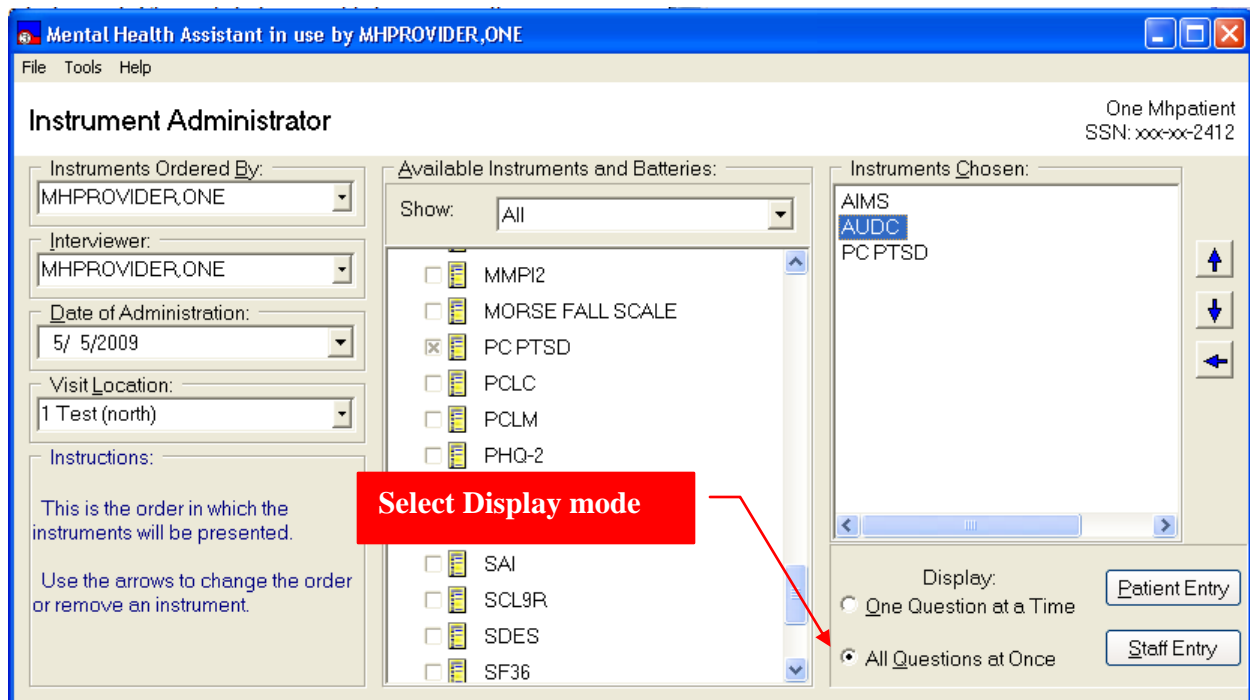 Mental Health Assistant in use by MHPROVIDER,ONE
File Tools Help
Instrument Administrator
One Mhpatient
SSN: xxx-xx-2412
Instruments Ordered By:
MHPROVIDER,ONE
Interviewer:
MHPROVIDER,ONE
Date of Administration:
5/ 5/2009
Visit Location:
1 Test (north)
Instructions:
This is the order in which the
instruments will be presented.
Use the arrows to change the order
or remove an instrument.
Available Instruments and Batteries:
Show: All
MMPI2
MORSE FALL SCALE
PC PTSD
PCLC
PCLM
PHQ-2
Select Display mode
SAI
SCL9R
SDES
SF36
Instruments Chosen:
AIMS
AUDC
PC PTSD
Display:
One Question at a Time
All Questions at Once
Patient Entry
Staff Entry